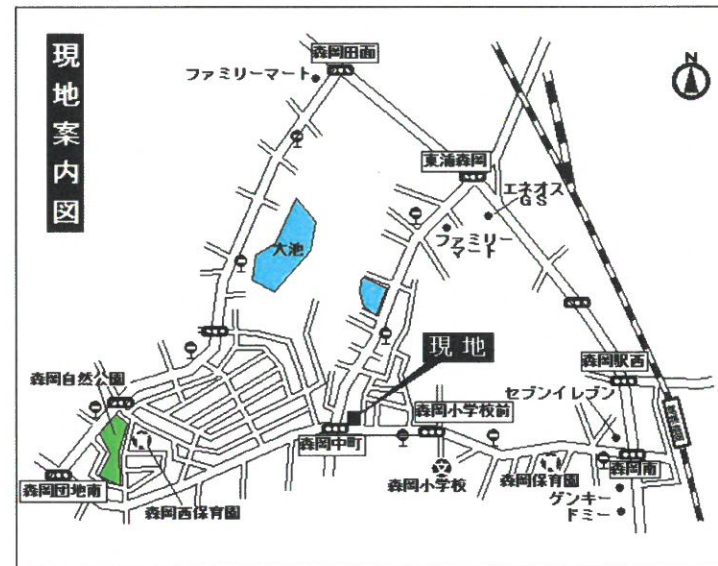 現地案内図
N
森岡田面
ファミリーマート
東浦森岡
エネオス
GS
ファミリー
マート
大池
現地
森岡駅西
セブンイレブン
森岡自然公園
森岡小学校前
森岡中町
森岡南
森岡団地南
森岡西保育園
森岡小学校
森岡保育園
ゲンキー
ドミー